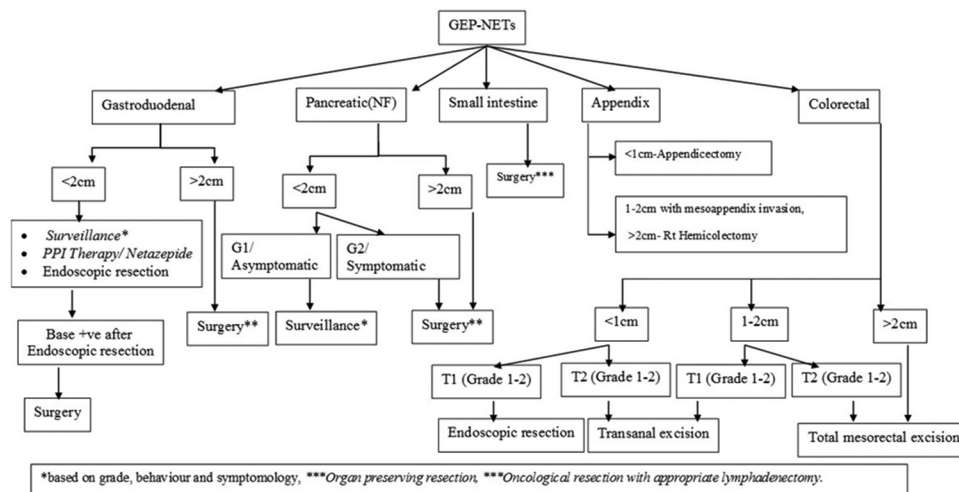 GEP-NETs
Gastroduodenal
Pancreatic(NF)
Small intestine
Appendix
Colorectal
<2cm
>2cm
<2cm
>2cm
Surgery***
<1cm-Appendicectomy
1-2cm with mesoappendix invasion,
>2cm- Rt Hemicolectomy
• Surveillance*
• PPI Therapy/ Netazepide
• Endoscopic resection
G1/
Asymptomatic
G2/
Symptomatic
Base +ve after
Endoscopic resection
Surgery**
Surveillance*
Surgery**
<1cm
1-2cm
>2cm
Surgery
T1 (Grade 1-2)
T2 (Grade 1-2)
T1 (Grade 1-2)
T2 (Grade 1-2)
Endoscopic resection
Transanal excision
Total mesorectal excision
*based on grade, behaviour and symptomology, ***Organ preserving resection, ***Oncological resection with appropriate lymphadenectomy.